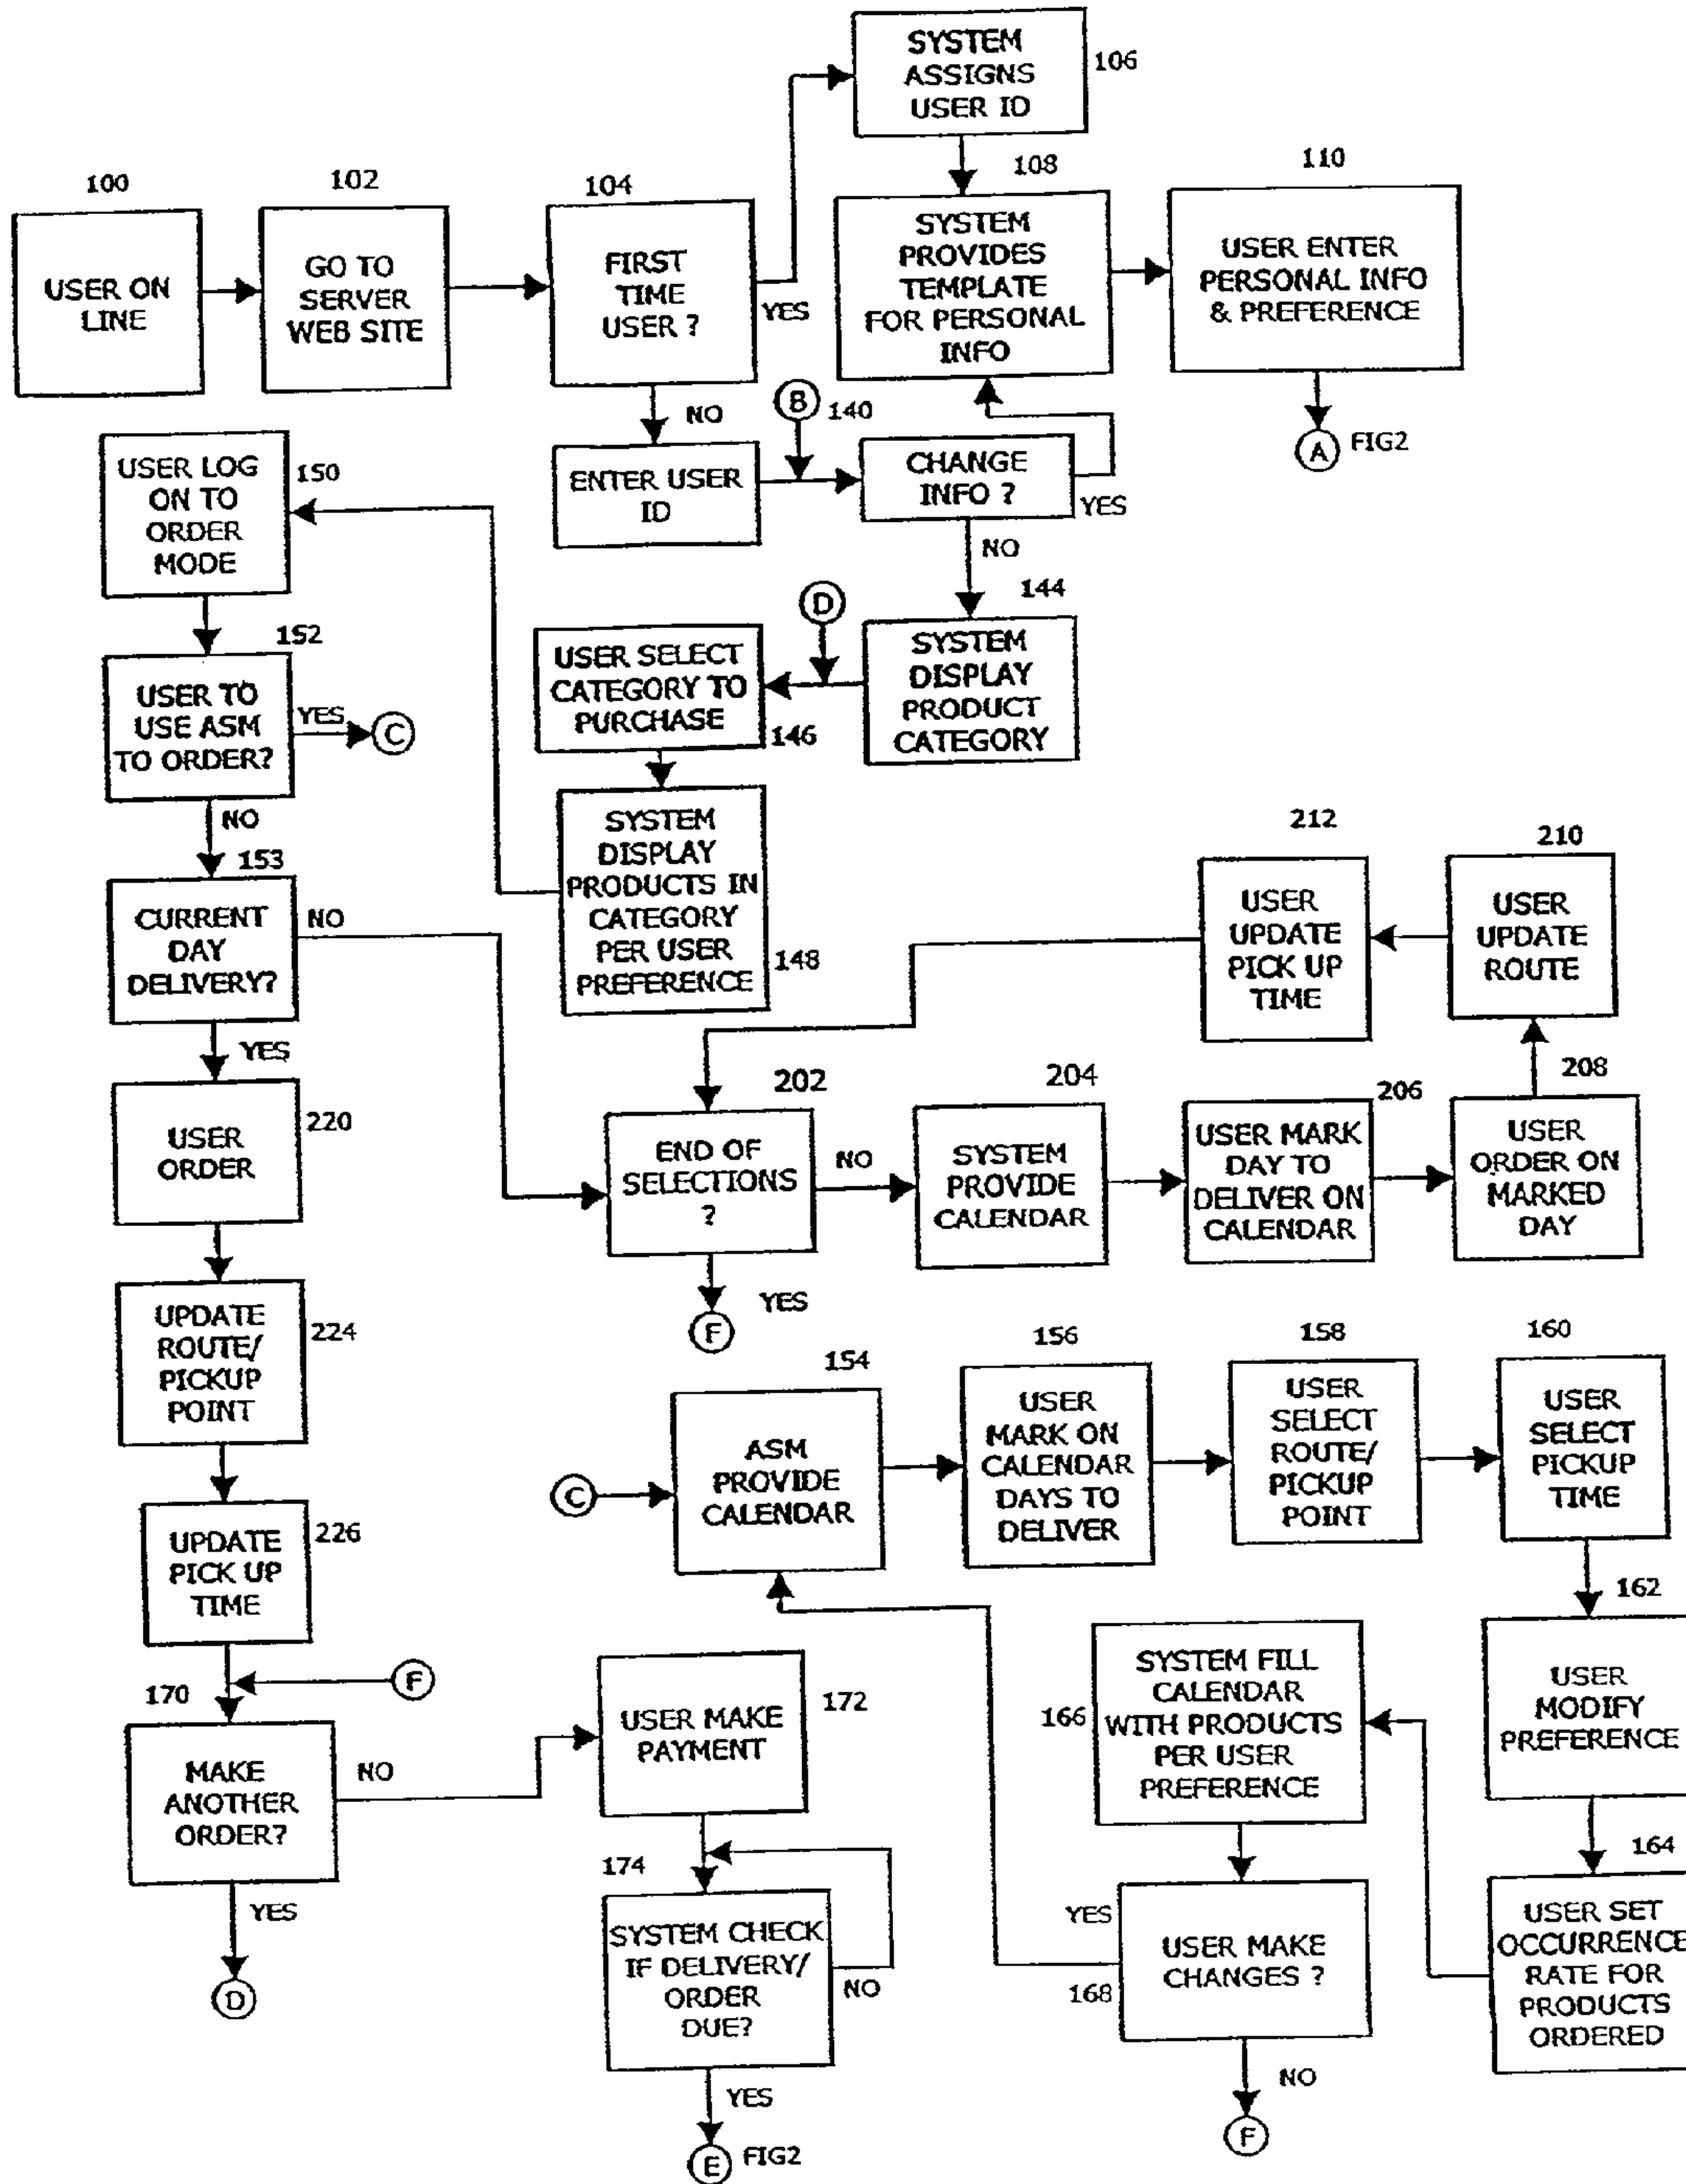 SYSTEM
ASSIGNS
USER ID
106
100
102
104
108
110
USER ON
LINE
GO TO
SERVER
WEB SITE
FIRST
TIME
USER ?
YES
SYSTEM
PROVIDES
TEMPLATE
FOR PERSONAL
INFO
USER ENTER
PERSONAL INFO
& PREFERENCE
NO
B
140
A
FIG2
ENTER USER
ID
CHANGE
INFO ?
YES
NO
USER LOG
ON TO
ORDER
MODE
150
D
144
USER SELECT
CATEGORY TO
PURCHASE
146
SYSTEM
DISPLAY
PRODUCT
CATEGORY
152
USER TO
USE ASM
TO ORDER?
YES
C
NO
SYSTEM
DISPLAY
PRODUCTS IN
CATEGORY
PER USER
PREFERENCE
148
153
CURRENT
DAY
DELIVERY?
NO
YES
212
USER
UPDATE
PICK UP
TIME
210
USER
UPDATE
ROUTE
USER
ORDER
220
202
END OF
SELECTIONS
?
NO
YES
F
204
SYSTEM
PROVIDE
CALENDAR
206
USER MARK
DAY TO
DELIVER ON
CALENDAR
208
USER
ORDER ON
MARKED
DAY
UPDATE
ROUTE/
PICKUP
POINT
224
C
154
ASM
PROVIDE
CALENDAR
156
USER
MARK ON
CALENDAR
DAYS TO
DELIVER
158
USER
SELECT
ROUTE/
PICKUP
POINT
160
USER
SELECT
PICKUP
TIME
UPDATE
PICK UP
TIME
226
F
170
MAKE
ANOTHER
ORDER?
NO
YES
D
USER MAKE
PAYMENT
172
174
SYSTEM CHECK
IF DELIVERY/
ORDER
DUE?
NO
YES
E
FIG2
162
USER
MODIFY
PREFERENCE
164
USER SET
OCCURRENCE
RATE FOR
PRODUCTS
ORDERED
166
SYSTEM FILL
CALENDAR
WITH PRODUCTS
PER USER
PREFERENCE
YES
168
USER MAKE
CHANGES ?
NO
F